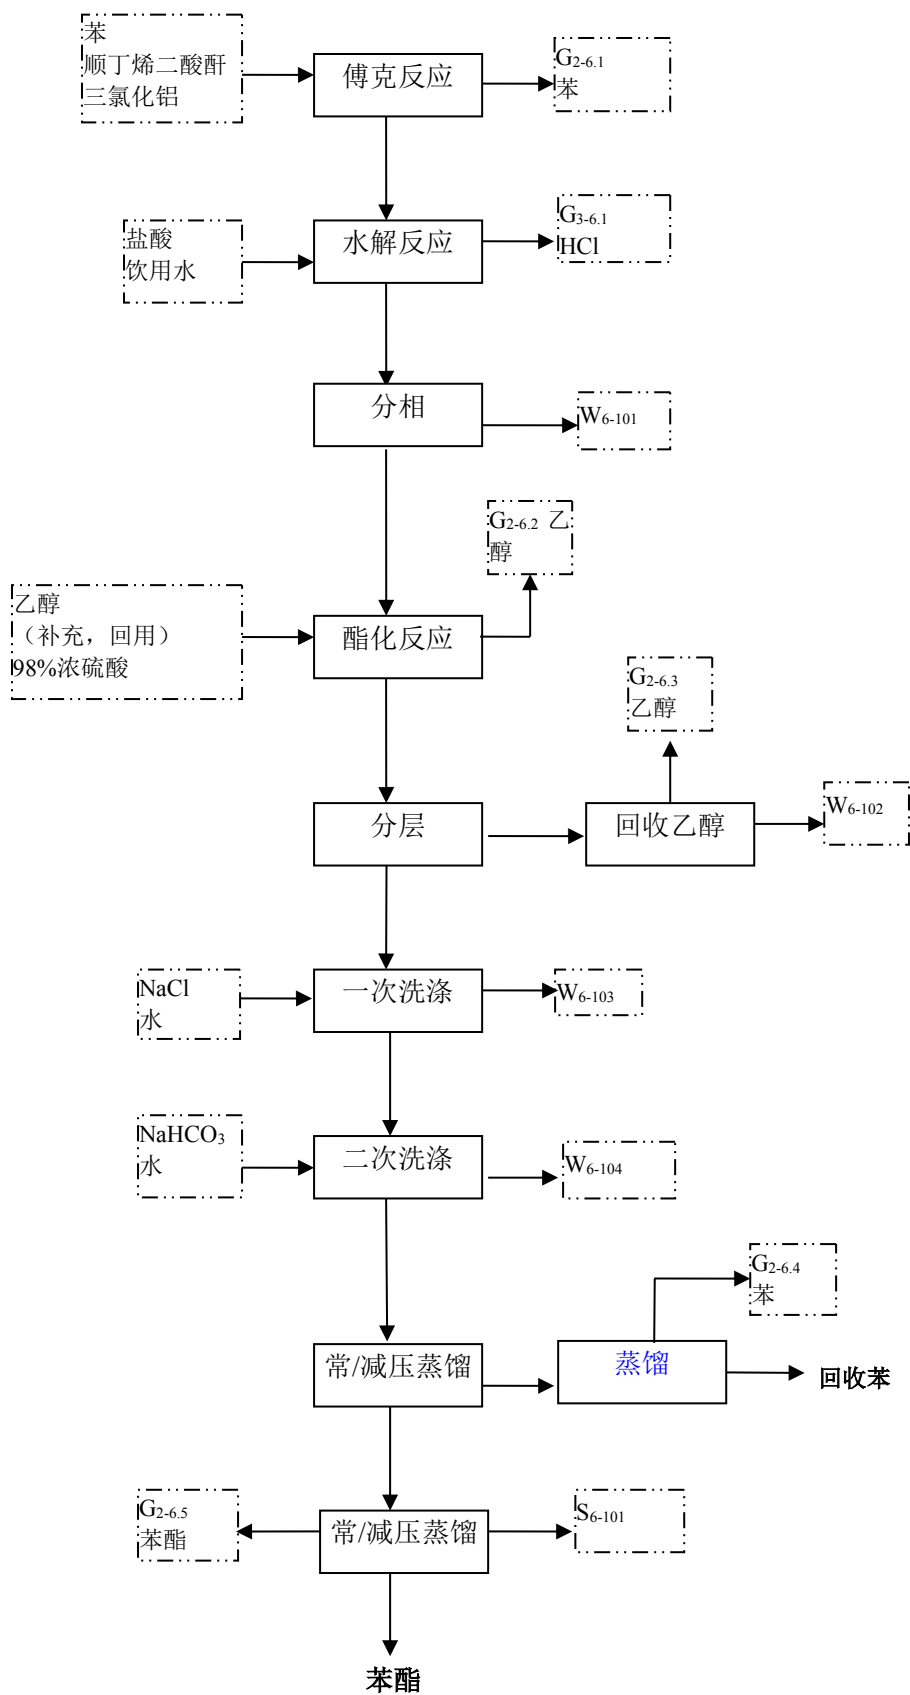 苯
顺丁烯二酸酐
三氯化铝
傅克反应
G2-6.1
苯
盐酸
饮用水
水解反应
G3-6.1
HCl
分相
W6-101
G2-6.2 乙
醇
乙醇
（补充，回用）
98%浓硫酸
酯化反应
G2-6.3
乙醇
分层
回收乙醇
W6-102
NaCl
水
一次洗涤
W6-103
NaHCO3
水
二次洗涤
W6-104
G2-6.4
苯
常/减压蒸馏
蒸馏
回收苯
G2-6.5
苯酯
常/减压蒸馏
S6-101
苯酯